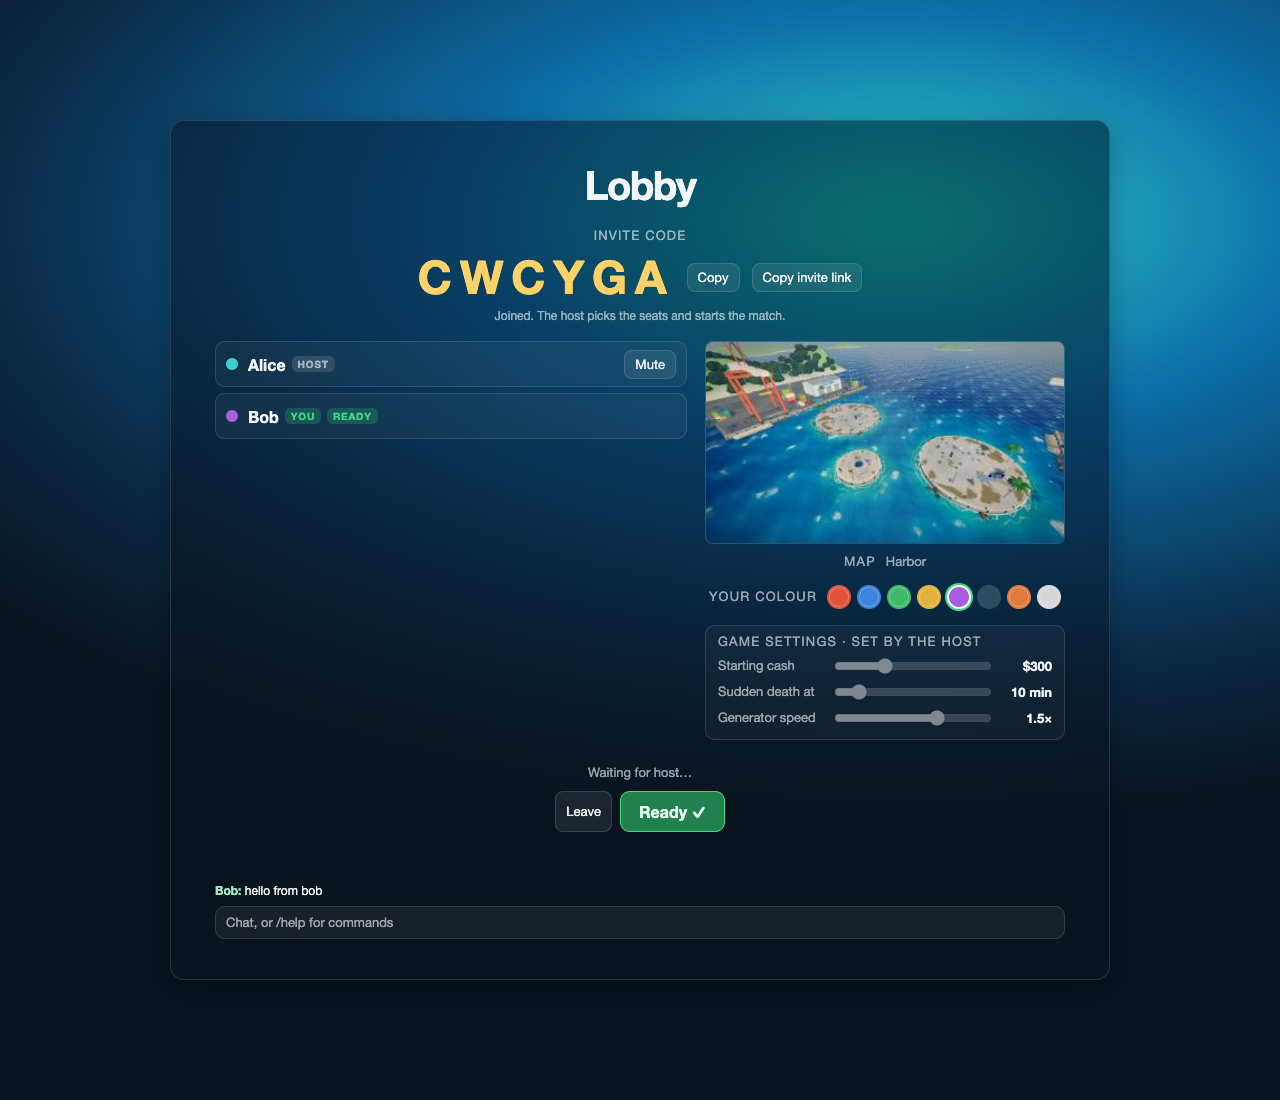 Lobby
INVITE CODE
CWCYGA Copy Copy invite link
Joined. The host picks the seats and starts the match.
Alice HOST Mute
Bob YOU READY
MAP Harbor
YOUR COLOUR
GAME SETTINGS · SET BY THE HOST
Starting cash $300
Sudden death at 10 min
Generator speed 1.5×
Waiting for host…
Leave Ready ✓
Bob: hello from bob
Chat, or /help for commands